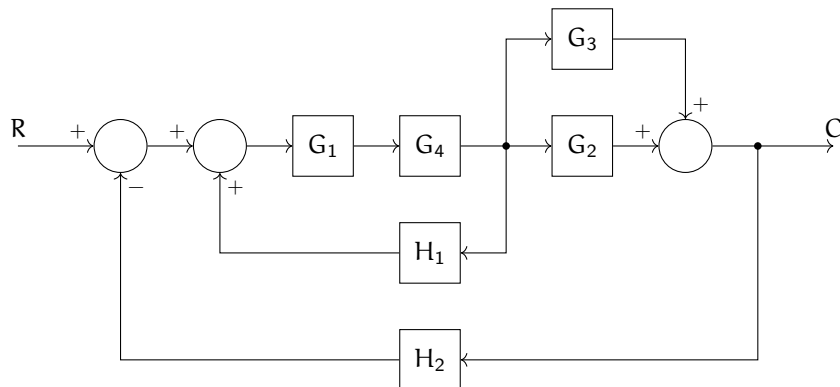 G₃
R + + + G₁ G₄ G₂ + + C
− +
H₁
H₂